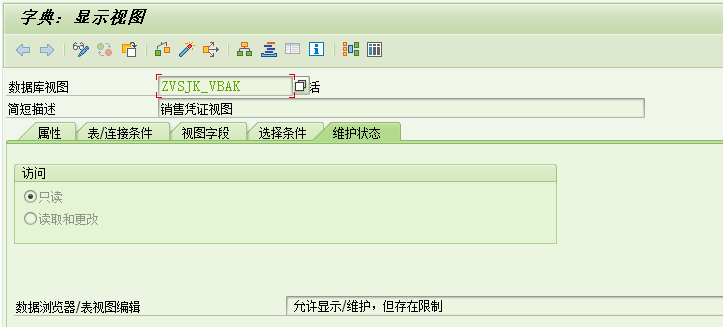 字典: 显示视图
数据库视图 ZVSJK_VBAK 活
简短描述 销售凭证视图
属性 表/连接条件 视图字段 选择条件 维护状态
访问
只读
读取和更改
数据浏览器/表视图编辑 允许显示/维护，但存在限制